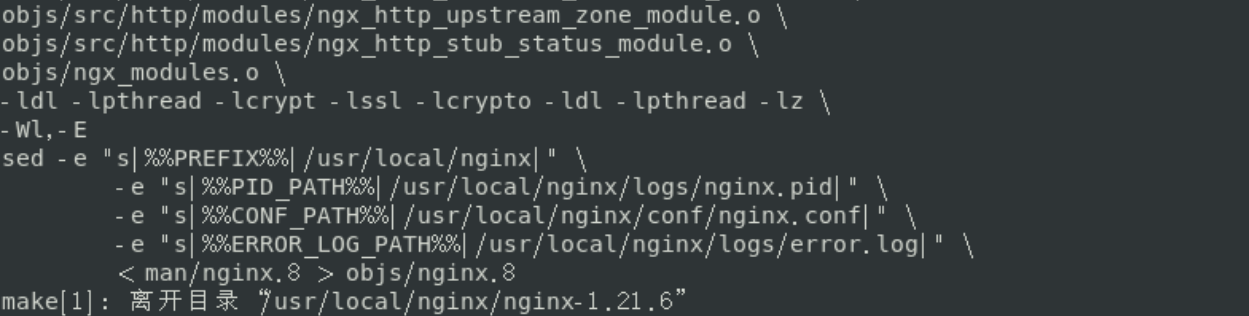 objs/src/http/modules/ngx_http_upstream_zone_module.o \
objs/src/http/modules/ngx_http_stub_status_module.o \
objs/ngx_modules.o \
-ldl -lpthread -lcrypt -lssl -lcrypto -ldl -lpthread -lz \
-Wl,-E
sed -e "s|%%PREFIX%%|/usr/local/nginx|" \
        -e "s|%%PID_PATH%%|/usr/local/nginx/logs/nginx.pid|" \
        -e "s|%%CONF_PATH%%|/usr/local/nginx/conf/nginx.conf|" \
        -e "s|%%ERROR_LOG_PATH%%|/usr/local/nginx/logs/error.log|" \
        < man/nginx.8 > objs/nginx.8
make[1]: 离开目录 “/usr/local/nginx/nginx-1.21.6”